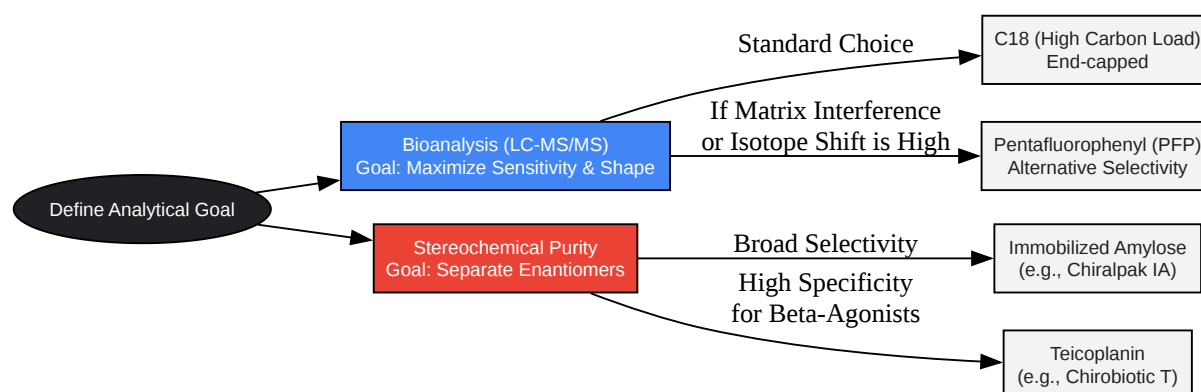 Define Analytical Goal
Bioanalysis (LC-MS/MS)
Goal: Maximize Sensitivity & Shape
Stereochemical Purity
Goal: Separate Enantiomers
Standard Choice
If Matrix Interference
or Isotope Shift is High
Broad Selectivity
High Specificity
for Beta-Agonists
C18 (High Carbon Load)
End-capped
Pentafluorophenyl (PFP)
Alternative Selectivity
Immobilized Amylose
(e.g., Chiralpak IA)
Teicoplanin
(e.g., Chirobiotic T)